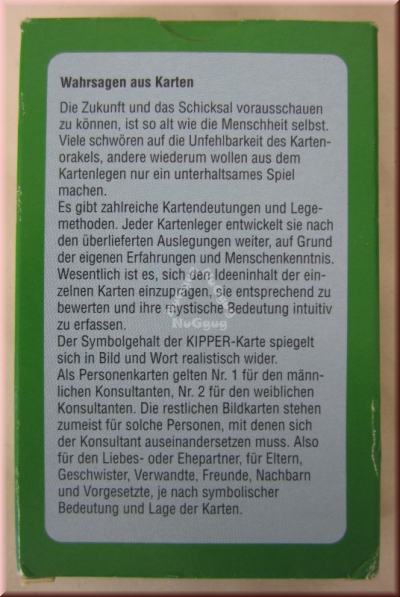 Wahrsagen aus Karten
Die Zukunft und das Schicksal vorausschauen
zu können, ist so alt wie die Menschheit selbst.
Viele schwören auf die Unfehlbarkeit des Karten-
orakels, andere wiederum wollen aus dem
Kartenlegen nur ein unterhaltsames Spiel
machen.
Es gibt zahlreiche Kartendeutungen und Lege-
methoden. Jeder Kartenleger entwickelt sie nach
den überlieferten Auslegungen weiter, auf Grund
der eigenen Erfahrungen und Menschenkenntnis.
Wesentlich ist es, sich den Ideeninhalt der ein-
zelnen Karten einzuprägen, sie entsprechend zu
bewerten und ihre mystische Bedeutung intuitiv
zu erfassen.
NuGgug
Der Symbolgehalt der KIPPER-Karte spiegelt
sich in Bild und Wort realistisch wider.
Als Personenkarten gelten Nr. 1 für den männ-
lichen Konsultanten, Nr. 2 für den weiblichen
Konsultanten. Die restlichen Bildkarten stehen
zumeist für solche Personen, mit denen sich
der Konsultant auseinandersetzen muss. Also
für den Liebes- oder Ehepartner, für Eltern,
Geschwister, Verwandte, Freunde, Nachbarn
und Vorgesetzte, je nach symbolischer
Bedeutung und Lage der Karten.